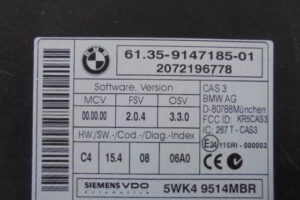 BMW
61.35-9147185-01
2072196778
Software, Version
MCV FSV OSV
00.00.00 2.0.4 3.3.0
HW./SW.-/Cod.-/Diag.-Index
C4 15.4 08 06A0
CAS 3
BMW AG
D-80788München
FCC ID: KR5CAS3
IC: 267 T - CAS3
SIEMENS VDO
Automotive
5WK4 9514MBR